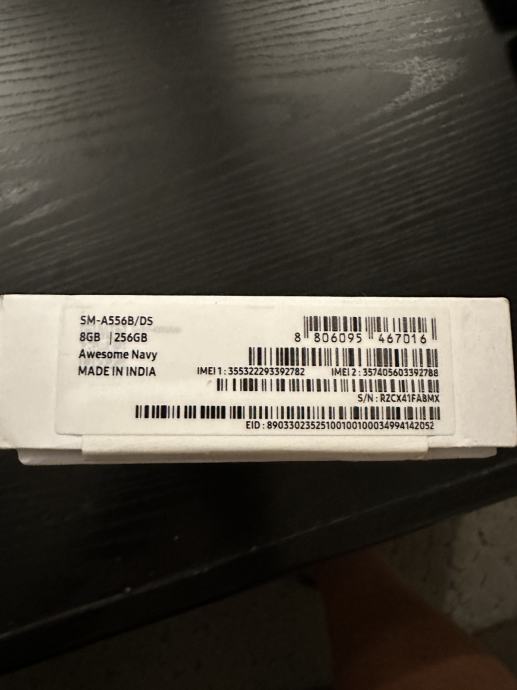 SM-A556B/DS
8GB | 256GB
Awesome Navy
MADE IN INDIA
8 806095 467016
IMEI 1 : 355322293392782 IMEI 2 : 357405603392788
S/N : RZCX41FA8MX
EID : 89033023525100100100034994142052